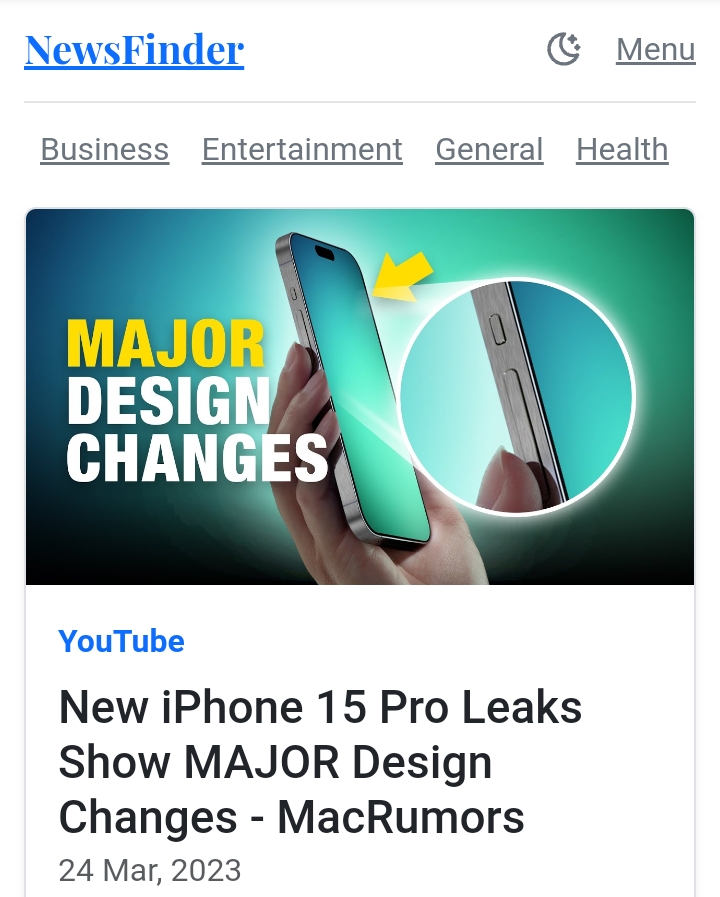 NewsFinder
Menu
Business Entertainment General Health
MAJOR
DESIGN
CHANGES
YouTube
New iPhone 15 Pro Leaks
Show MAJOR Design
Changes - MacRumors
24 Mar, 2023